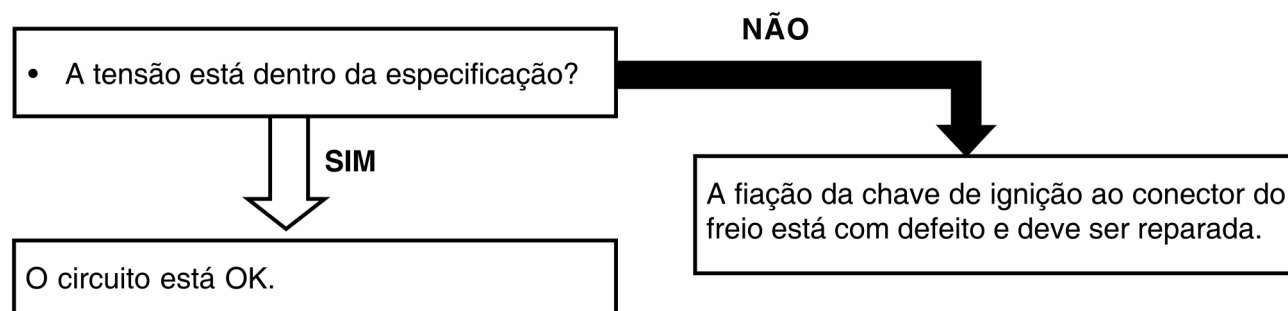 NÃO
• A tensão está dentro da especificação?
SIM
A fiação da chave de ignição ao conector do
freio está com defeito e deve ser reparada.
O circuito está OK.